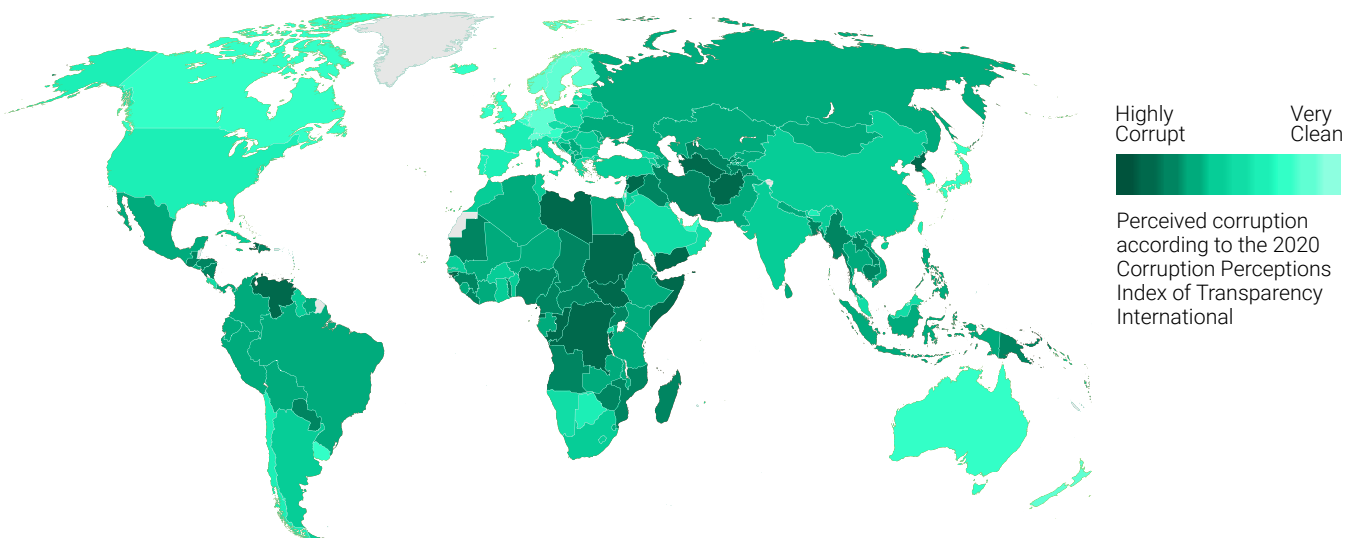 Highly Very
Corrupt Clean
Perceived corruption
according to the 2020
Corruption Perceptions
Index of Transparency
International